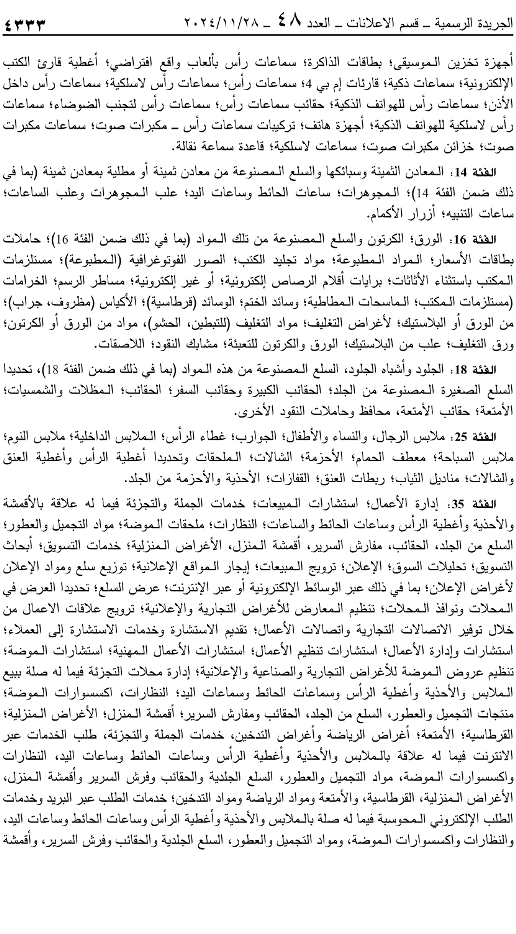 الجريدة الرسمية ـ قسم الاعلانات ـ العدد ٤٨ ـ ٢٠٢٤/١١/٢٨ ٤٣٣٣
أجهزة تخزين الموسيقى؛ بطاقات الذاكرة؛ سماعات رأس بألعاب واقع افتراضي؛ أغطية قارئ الكتب
الإلكترونية؛ سماعات ذكية؛ قارئات إم بي 4؛ سماعات رأس؛ سماعات رأس لاسلكية؛ سماعات رأس داخل
الأذن؛ سماعات رأس للهواتف الذكية؛ حقائب سماعات رأس؛ سماعات رأس لتجنب الضوضاء؛ سماعات
رأس لاسلكية للهواتف الذكية؛ أجهزة هاتف؛ تركيبات سماعات رأس ـ مكبرات صوت؛ سماعات مكبرات
صوت؛ خزائن مكبرات صوت؛ سماعات لاسلكية؛ قاعدة سماعة نقالة.
الفئة 14: المعادن الثمينة وسبائكها والسلع المصنوعة من معادن ثمينة أو مطلية بمعادن ثمينة (بما في
ذلك ضمن الفئة 14)؛ المجوهرات؛ ساعات الحائط وساعات اليد؛ علب المجوهرات وعلب الساعات؛
ساعات التنبيه؛ أزرار الأكمام.
الفئة 16: الورق؛ الكرتون والسلع المصنوعة من تلك المواد (بما في ذلك ضمن الفئة 16)؛ حاملات
بطاقات الأسعار؛ المواد المطبوعة؛ مواد تجليد الكتب؛ الصور الفوتوغرافية (المطبوعة)؛ مستلزمات
المكتب باستثناء الأثاثات؛ برايات أقلام الرصاص إلكترونية؛ أو غير إلكترونية؛ مساطر الرسم؛ الخرامات
(مستلزمات المكتب؛ الماسحات المطاطية؛ وسائد الختم؛ الوسائد (قرطاسية)؛ الأكياس (مظروف، جراب)؛
من الورق أو البلاستيك؛ لأغراض التغليف؛ مواد التغليف (للتبطين، الحشو)، مواد من الورق أو الكرتون؛
ورق التغليف؛ علب من البلاستيك؛ الورق والكرتون للتعبئة؛ مشابك النقود؛ اللاصقات.
الفئة 18: الجلود وأشباه الجلود، السلع المصنوعة من هذه المواد (بما في ذلك ضمن الفئة 18)، تحديدا
السلع الصغيرة المصنوعة من الجلد؛ الحقائب الكبيرة وحقائب السفر؛ الحقائب؛ المظلات والشمسيات؛
الأمتعة؛ حقائب الأمتعة، محافظ وحاملات النقود الأخرى.
الفئة 25: ملابس الرجال، والنساء والأطفال؛ الجوارب؛ غطاء الرأس؛ الملابس الداخلية؛ ملابس النوم؛
ملابس السباحة؛ معطف الحمام؛ الأحزمة؛ الشالات؛ الملحقات وتحديدا أغطية الرأس وأغطية العنق
والشالات؛ مناديل الثياب؛ ربطات العنق؛ القفازات؛ الأحذية والأحزمة من الجلد.
الفئة 35: إدارة الأعمال؛ استشارات المبيعات؛ خدمات الجملة والتجزئة فيما له علاقة بالأقمشة
والأحذية وأغطية الرأس وساعات الحائط والساعات؛ النظارات؛ ملحقات الموضة؛ مواد التجميل والعطور؛
السلع من الجلد، الحقائب، مفارش السرير، أقمشة المنزل، الأغراض المنزلية؛ خدمات التسويق؛ أبحاث
التسويق؛ تحليلات السوق؛ الإعلان؛ ترويج المبيعات؛ إيجار المواقع الإعلانية؛ توزيع سلع ومواد الإعلان
لأغراض الإعلان؛ بما في ذلك عبر الوسائط الإلكترونية أو عبر الإنترنت؛ عرض السلع؛ تحديدا العرض في
المحلات ونوافذ المحلات؛ تنظيم المعارض للأغراض التجارية والإعلانية؛ ترويج علاقات الاعمال من
خلال توفير الاتصالات التجارية واتصالات الأعمال؛ تقديم الاستشارة وخدمات الاستشارة إلى العملاء؛
استشارات وإدارة الأعمال؛ استشارات تنظيم الأعمال؛ استشارات الأعمال المهنية؛ استشارات الموضة؛
تنظيم عروض الموضة للأغراض التجارية والصناعية والإعلانية؛ إدارة محلات التجزئة فيما له صلة ببيع
الملابس والأحذية وأغطية الرأس وسماعات الحائط وسماعات اليد؛ النظارات، اكسسوارات الموضة؛
منتجات التجميل والعطور، السلع من الجلد، الحقائب ومفارش السرير؛ أقمشة المنزل؛ الأغراض المنزلية؛
القرطاسية؛ الأمتعة؛ أغراض الرياضة وأغراض التدخين، خدمات الجملة والتجزئة، طلب الخدمات عبر
الانترنت فيما له علاقة بالملابس والأحذية وأغطية الرأس وساعات الحائط وساعات اليد، النظارات
واكسسوارات الموضة، مواد التجميل والعطور، السلع الجلدية والحقائب وفرش السرير وأقمشة المنزل،
الأغراض المنزلية، القرطاسية، والأمتعة ومواد الرياضة ومواد التدخين؛ خدمات الطلب عبر البريد وخدمات
الطلب الإلكتروني المحوسبة فيما له صلة بالملابس والأحذية وأغطية الرأس وساعات الحائط وساعات اليد،
والنظارات واكسسوارات الموضة، ومواد التجميل والعطور، السلع الجلدية والحقائب وفرش السرير، وأقمشة